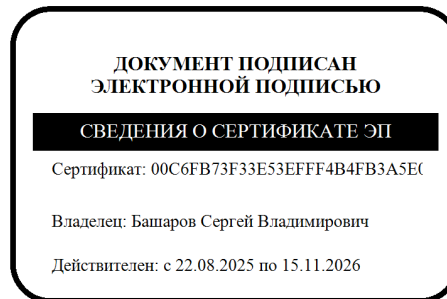 ДОКУМЕНТ ПОДПИСАН
ЭЛЕКТРОННОЙ ПОДПИСЬЮ
СВЕДЕНИЯ О СЕРТИФИКАТЕ ЭП
Сертификат: 00C6FB73F33E53EFFF4B4FB3A5E0
Владелец: Башаров Сергей Владимирович
Действителен: с 22.08.2025 по 15.11.2026